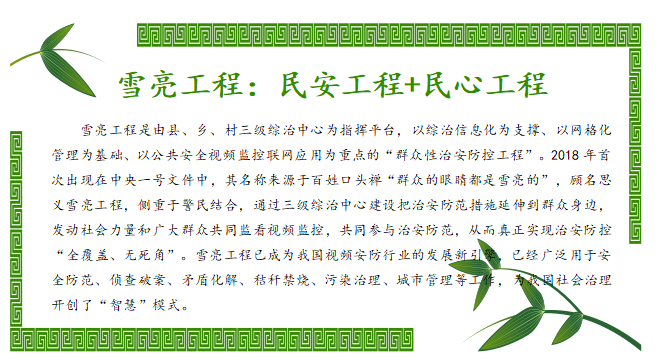 雪亮工程：民安工程+民心工程
雪亮工程是由县、乡、村三级综治中心为指挥平台，以综治信息化为支撑、以网格化
管理为基础、以公共安全视频监控联网应用为重点的“群众性治安防控工程”。2018 年首
次出现在中央一号文件中，其名称来源于百姓口头禅“群众的眼睛都是雪亮的”，顾名思
义雪亮工程，侧重于警民结合，通过三级综治中心建设把治安防范措施延伸到群众身边，
发动社会力量和广大群众共同监看视频监控，共同参与治安防范，从而真正实现治安防控
“全覆盖、无死角”。雪亮工程已成为我国视频安防行业的发展新引擎，已经广泛用于安
全防范、侦查破案、矛盾化解、秸秆禁烧、污染治理、城市管理等工作，为我国社会治理
开创了“智慧”模式。